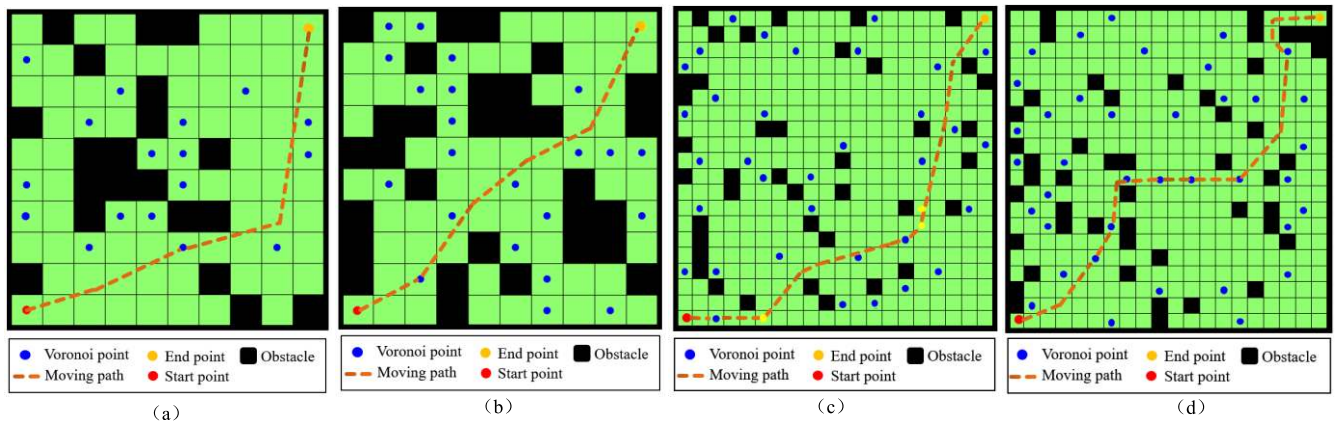 Voronoi point End point Obstacle
Moving path Start point
(a)
Voronoi point End point Obstacle
Moving path Start point
(b)
Voronoi point End point Obstacle
Moving path Start point
(c)
Voronoi point End point Obstacle
Moving path Start point
(d)